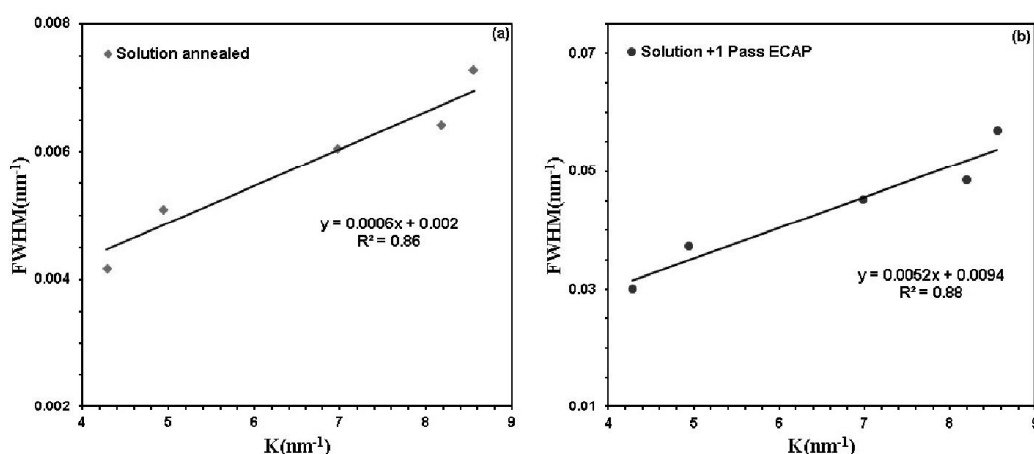 (a)
Solution annealed
FWHM(nm-1)
0.008
0.006
0.004
0.002
y = 0.0006x + 0.002
R² = 0.86
4 5 6 7 8 9
K(nm-1)
(b)
Solution +1 Pass ECAP
FWHM(nm-1)
0.07
0.05
0.03
0.01
y = 0.0052x + 0.0094
R² = 0.88
4 5 6 7 8 9
K(nm-1)